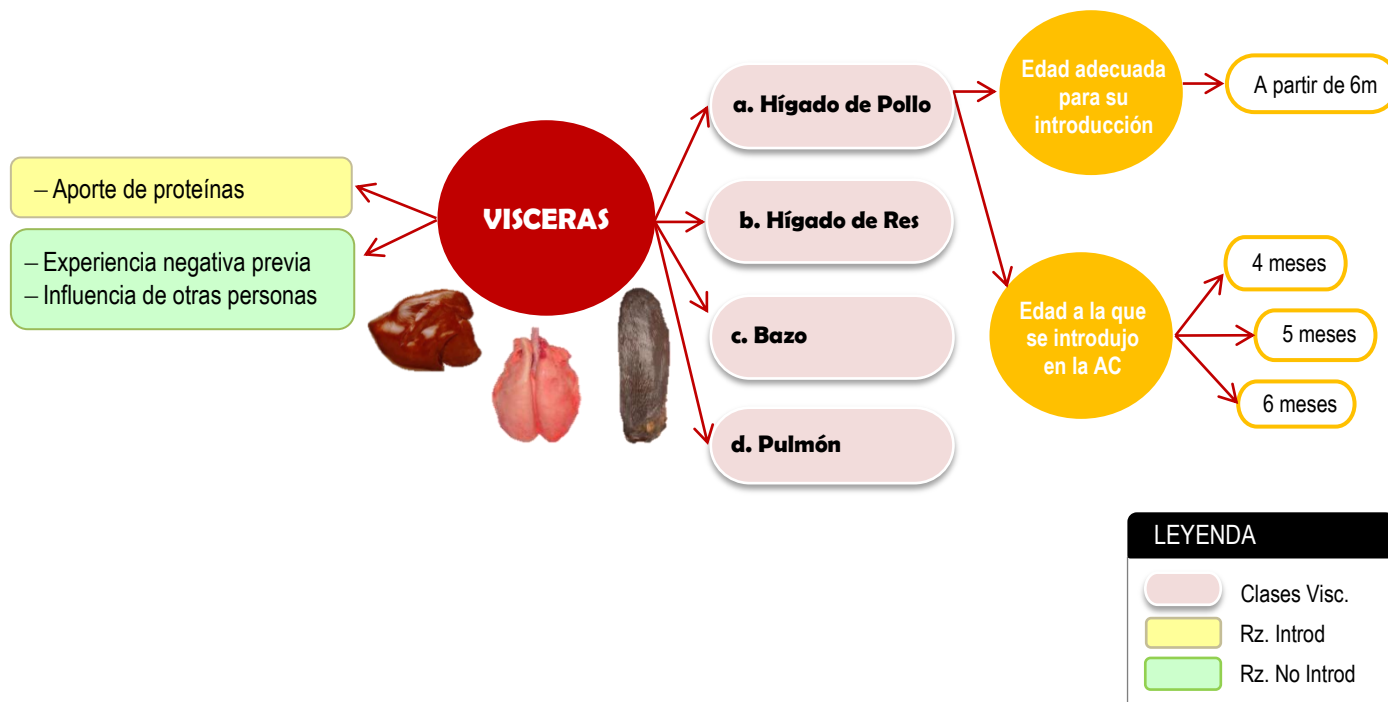 – Aporte de proteínas
– Experiencia negativa previa
– Influencia de otras personas
VISCERAS
a. Hígado de Pollo
b. Hígado de Res
c. Bazo
d. Pulmón
Edad adecuada
para su
introducción
A partir de 6m
Edad a la que
se introdujo
en la AC
4 meses
5 meses
6 meses
LEYENDA
Clases Visc.
Rz. Introd
Rz. No Introd